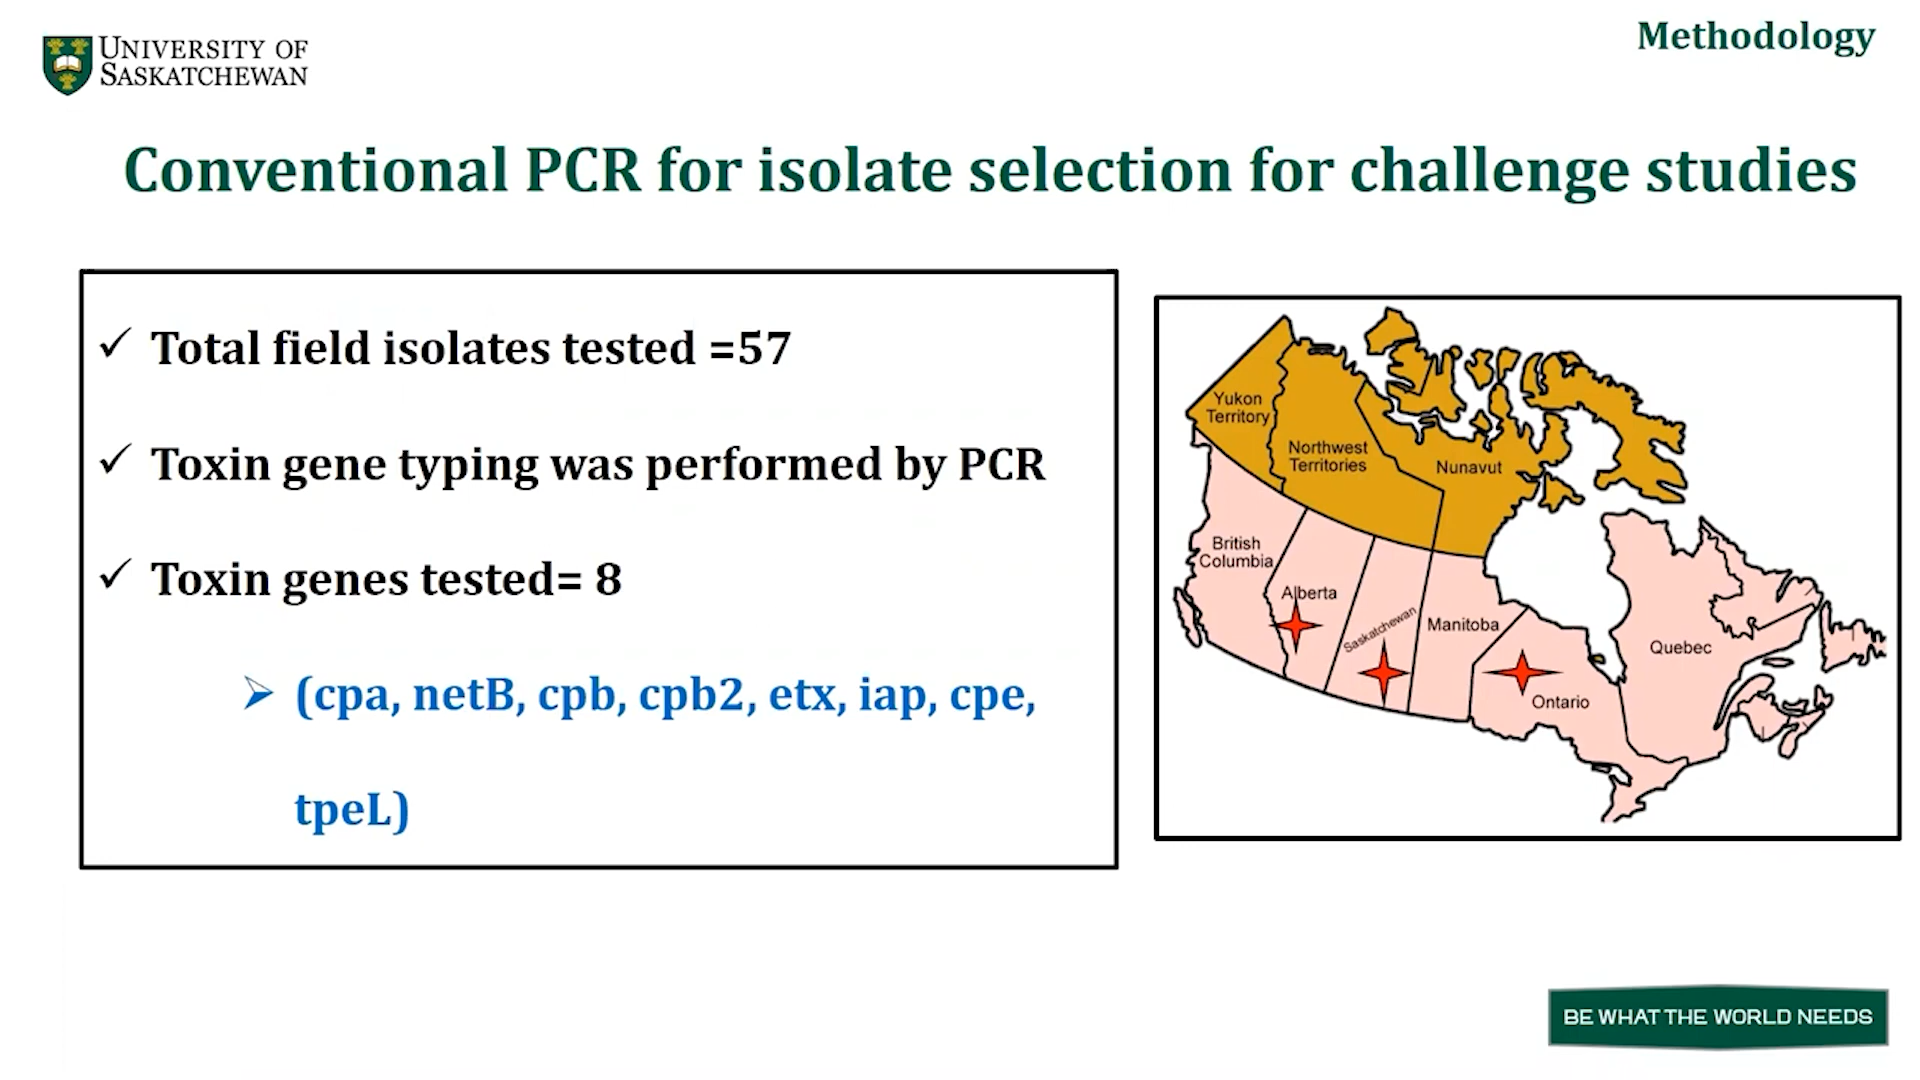 UNIVERSITY OF
SASKATCHEWAN
Methodology
Conventional PCR for isolate selection for challenge studies
✓ Total field isolates tested =57
✓ Toxin gene typing was performed by PCR
✓ Toxin genes tested= 8
➢ (cpa, netB, cpb, cpb2, etx, iap, cpe,
tpeL)
Yukon
Territory
Northwest
Territories
Nunavut
British
Columbia
Alberta
Saskatchewan
Manitoba
Quebec
Ontario
BE WHAT THE WORLD NEEDS